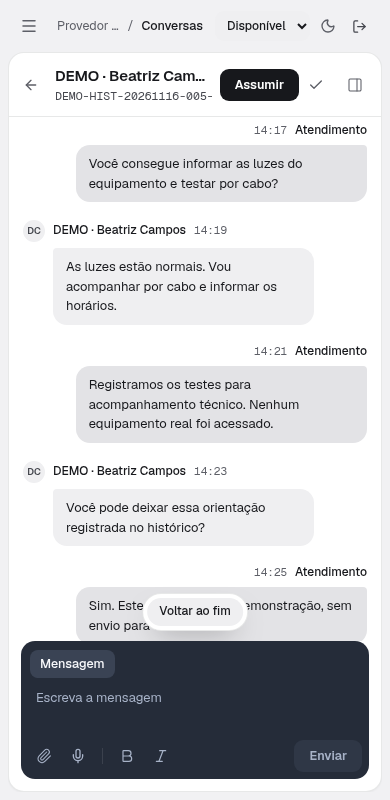 Provedor ... / Conversas Disponível
DEMO · Beatriz Cam...
DEMO-HIST-20261116-005-
Assumir
14:17 Atendimento
Você consegue informar as luzes do
equipamento e testar por cabo?
DC DEMO · Beatriz Campos 14:19
As luzes estão normais. Vou
acompanhar por cabo e informar os
horários.
14:21 Atendimento
Registramos os testes para
acompanhamento técnico. Nenhum
equipamento real foi acessado.
DC DEMO · Beatriz Campos 14:23
Você pode deixar essa orientação
registrada no histórico?
14:25 Atendimento
Sim. Este emonstração, sem
envio para
Voltar ao fim
Mensagem
Escreva a mensagem
B I
Enviar